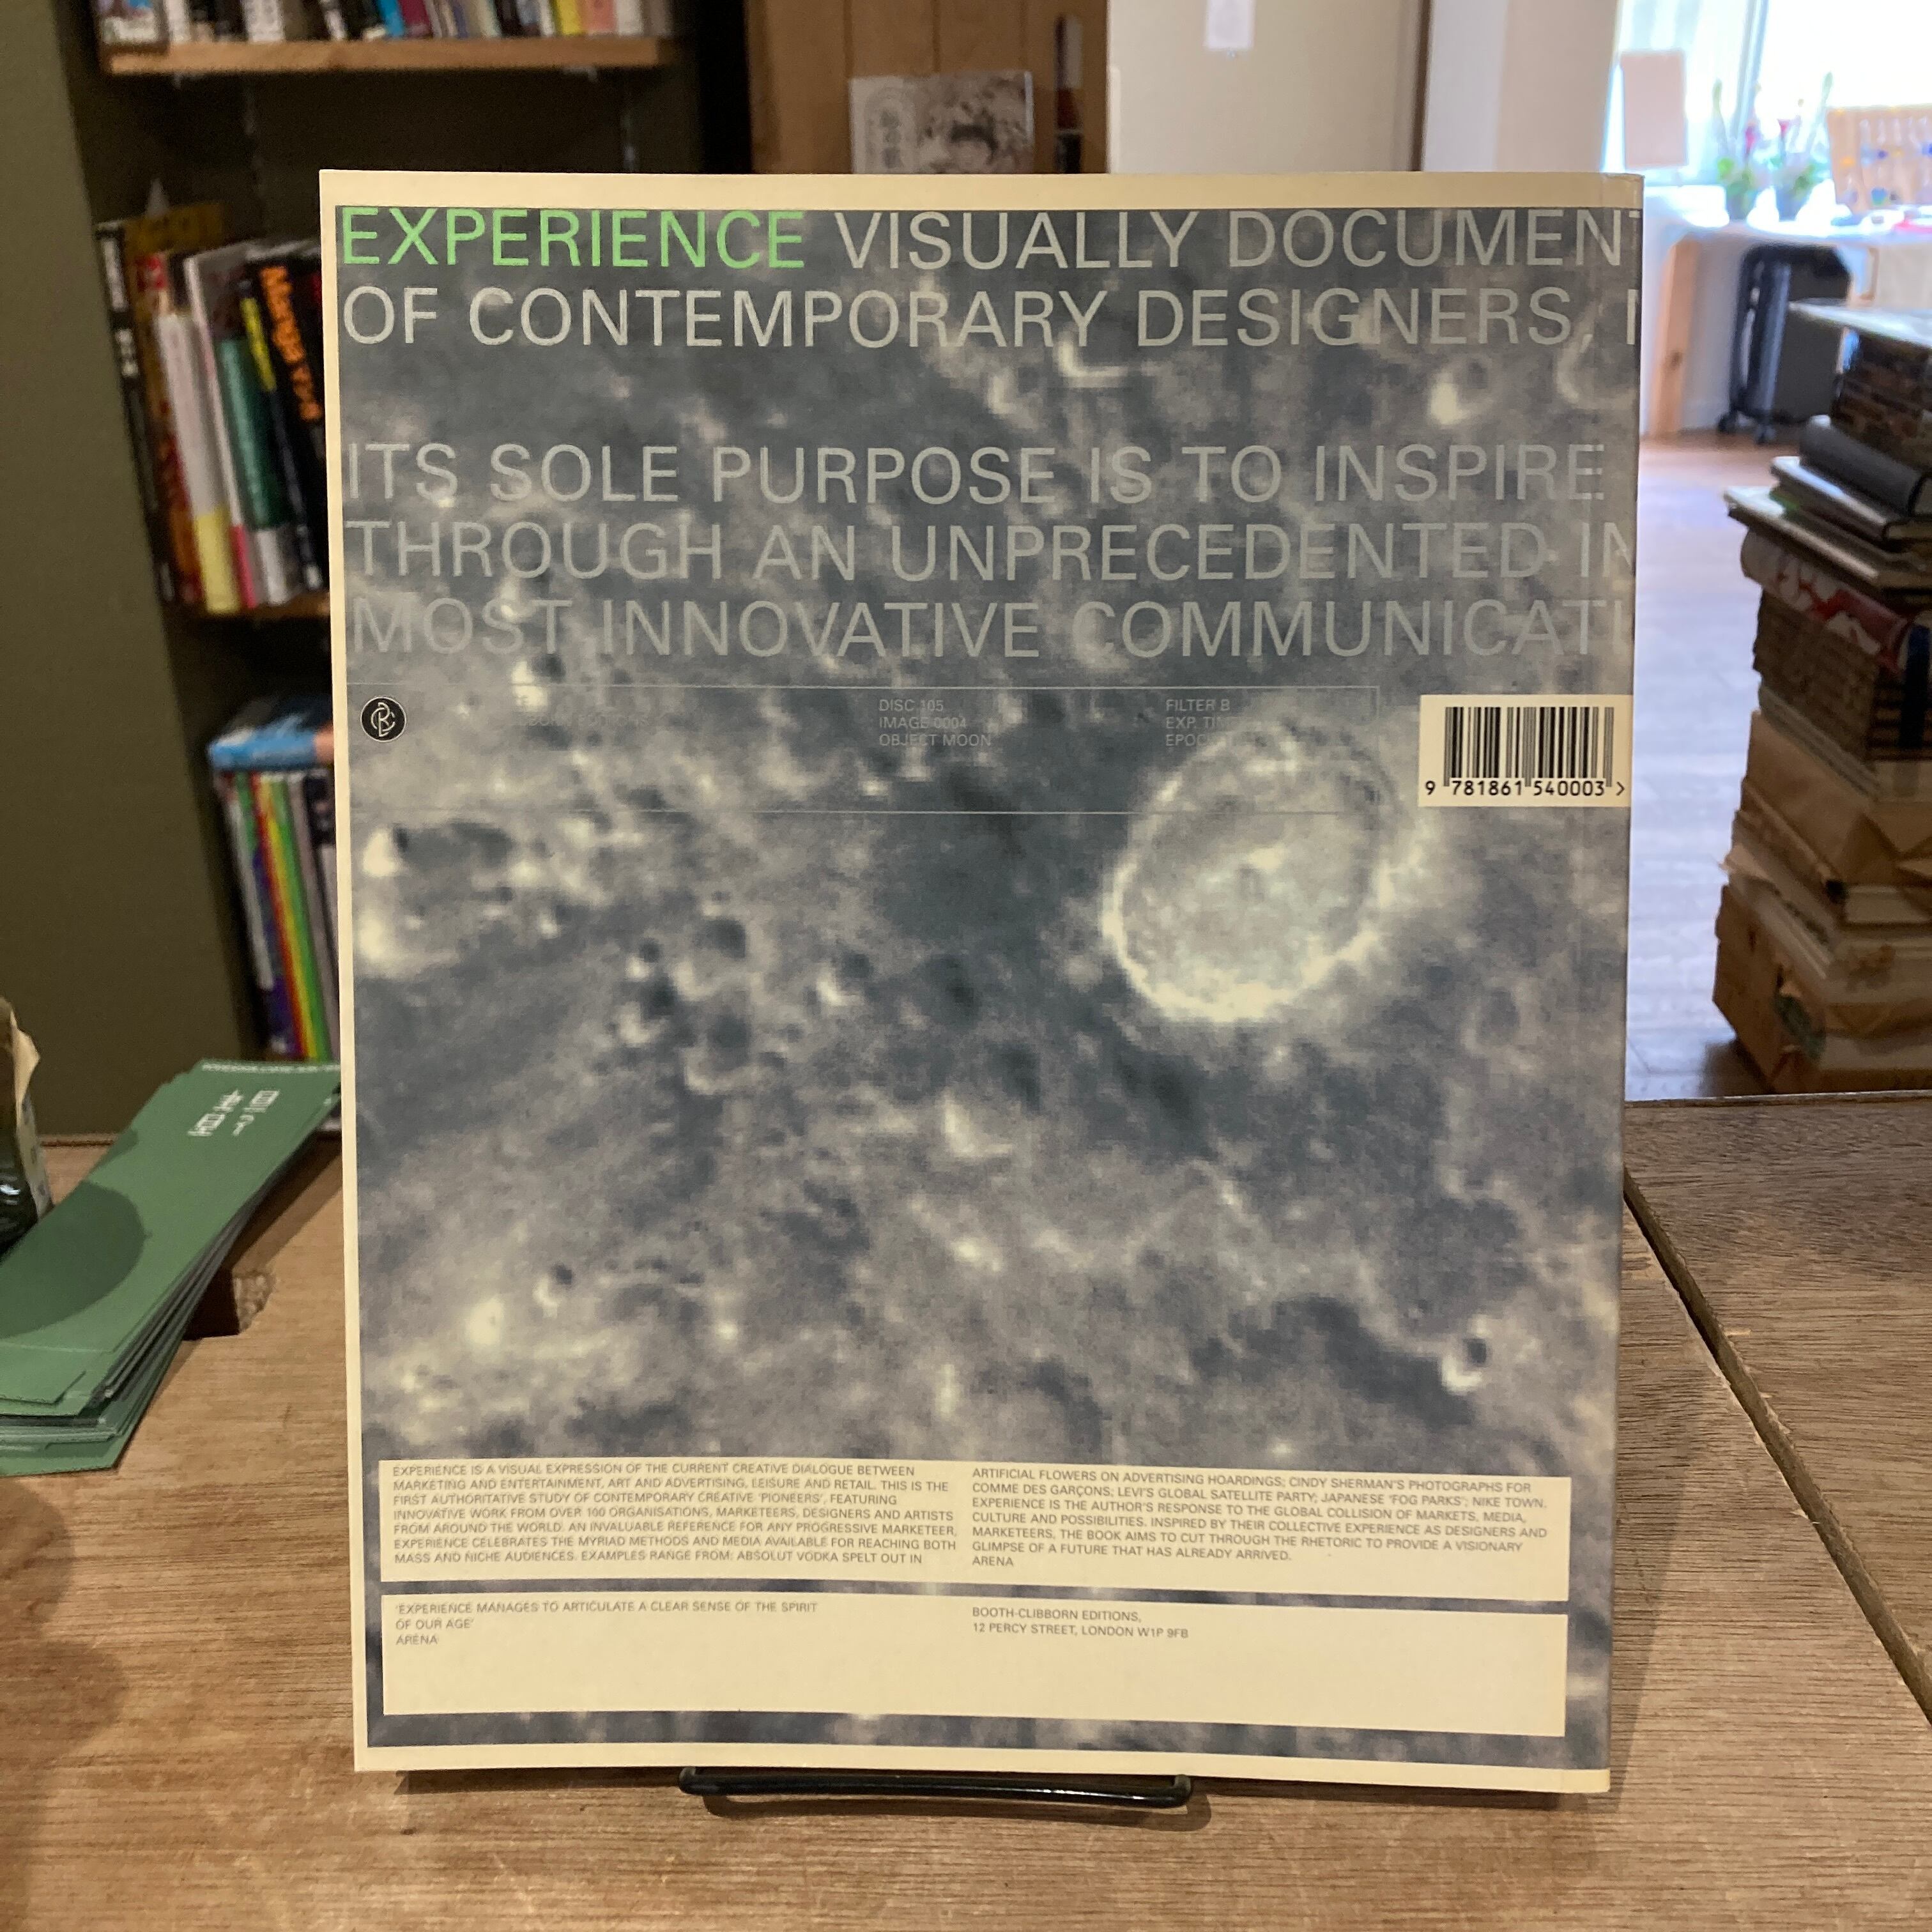 EXPERIENCE VISUALLY DOCUMENT
OF CONTEMPORARY DESIGNERS,
ITS SOLE PURPOSE IS TO INSPIRE
THROUGH AN UNPRECEDENTED IN
MOST INNOVATIVE COMMUNICATI
DISC 105
IMAGE 0004
OBJECT MOON
FILTER B
EXP. TIME
EPOCH
9 781861 540003 >
EXPERIENCE IS A VISUAL EXPRESSION OF THE CURRENT CREATIVE DIALOGUE BETWEEN
MARKETING AND ENTERTAINMENT, ART AND ADVERTISING, LEISURE AND RETAIL. THIS IS THE
FIRST AUTHORITATIVE STUDY OF CONTEMPORARY CREATIVE 'PIONEERS', FEATURING
INNOVATIVE WORK FROM OVER 100 ORGANISATIONS, MARKETEERS, DESIGNERS AND ARTISTS
FROM AROUND THE WORLD. AN INVALUABLE REFERENCE FOR ANY PROGRESSIVE MARKETEER,
EXPERIENCE CELEBRATES THE MYRIAD METHODS AND MEDIA AVAILABLE FOR REACHING BOTH
MASS AND NICHE AUDIENCES. EXAMPLES RANGE FROM: ABSOLUT VODKA SPELT OUT IN
ARTIFICIAL FLOWERS ON ADVERTISING HOARDINGS; CINDY SHERMAN'S PHOTOGRAPHS FOR
COMME DES GARÇONS; LEVI'S GLOBAL SATELLITE PARTY; JAPANESE 'FOG PARKS'; NIKE TOWN.
EXPERIENCE IS THE AUTHOR'S RESPONSE TO THE GLOBAL COLLISION OF MARKETS, MEDIA,
CULTURE AND POSSIBILITIES. INSPIRED BY THEIR COLLECTIVE EXPERIENCE AS DESIGNERS AND
MARKETEERS, THE BOOK AIMS TO CUT THROUGH THE RHETORIC TO PROVIDE A VISIONARY
GLIMPSE OF A FUTURE THAT HAS ALREADY ARRIVED.
ARENA
'EXPERIENCE MANAGES TO ARTICULATE A CLEAR SENSE OF THE SPIRIT
OF OUR AGE'
ARENA
BOOTH-CLIBBORN EDITIONS,
12 PERCY STREET, LONDON W1P 9FB